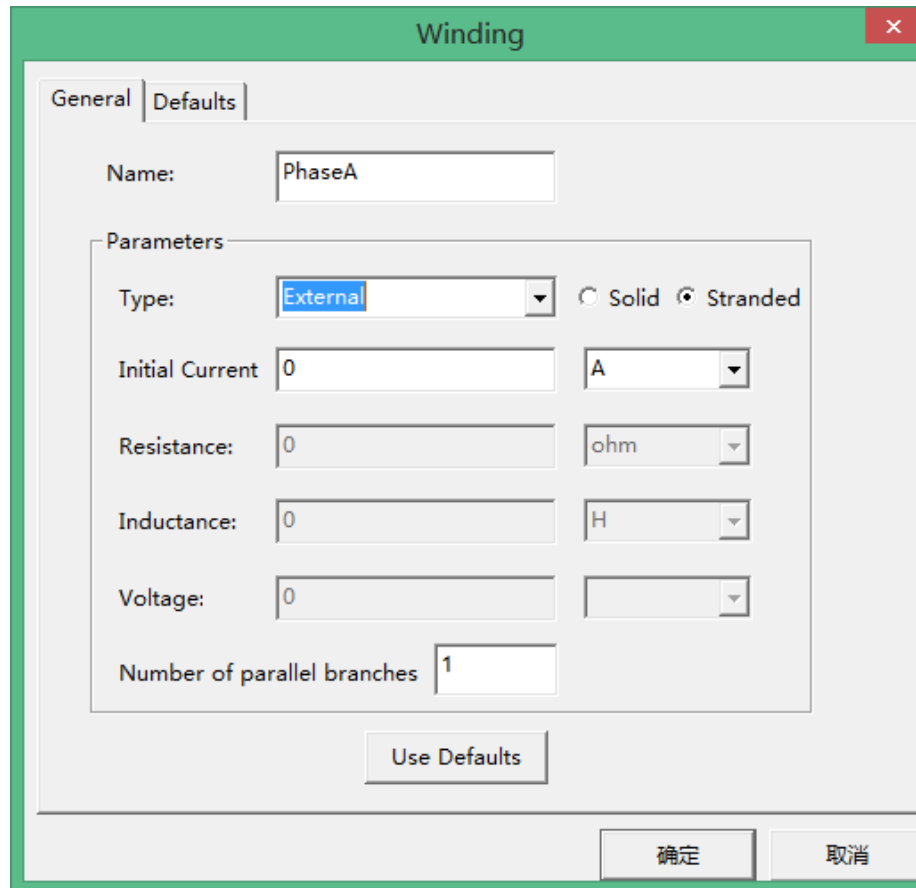 Winding
General Defaults
Name: PhaseA
Parameters
Type: External Solid Stranded
Initial Current 0 A
Resistance: 0 ohm
Inductance: 0 H
Voltage: 0
Number of parallel branches 1
Use Defaults
确定 取消